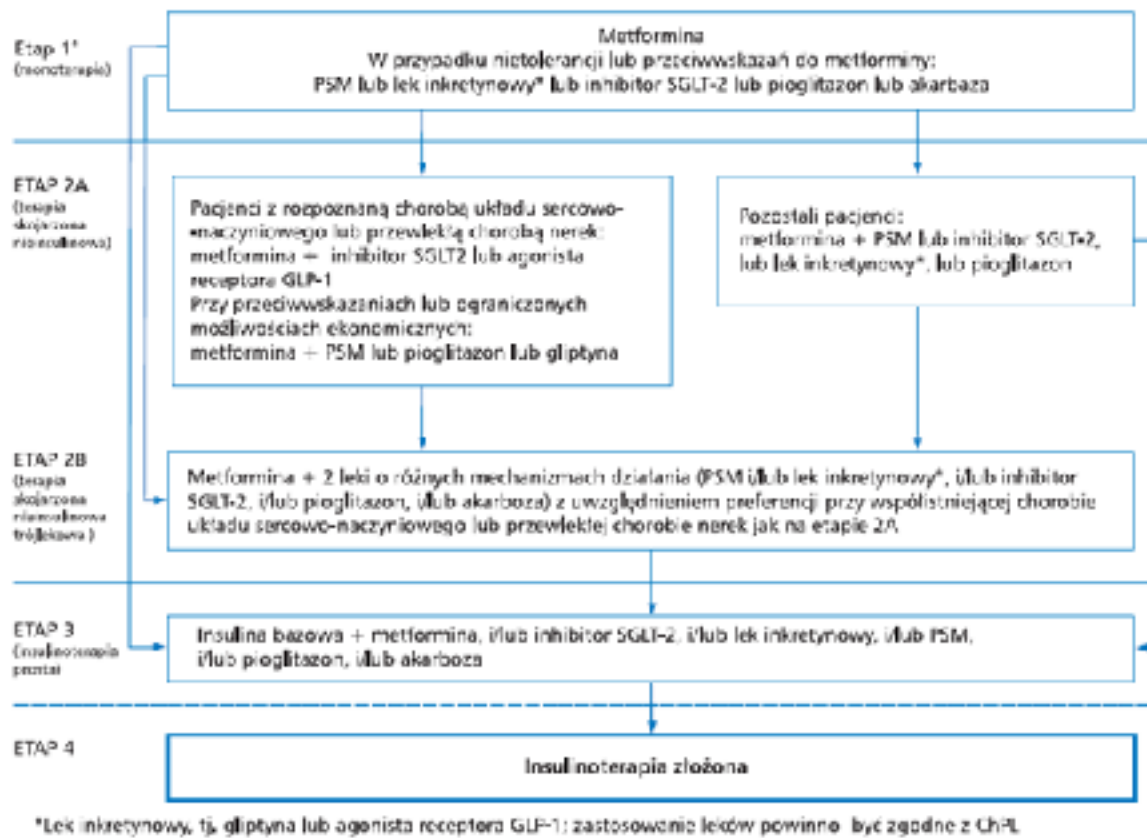 Etap 1*
(monoterapia)
Metformina
W przypadku nietolerancji lub przeciwwskazań do metforminy:
PSM lub lek inkretynowy* lub inhibitor SGLT-2 lub pioglitazon lub akarbaza
ETAP 2A
(terapia
skojarzona
nieinsulinowa)
Pacjenci z rozpoznaną chorobą układu sercowo-
-naczyniowego lub przewlekłą chorobą nerek:
metformina + inhibitor SGLT2 lub agonista
receptora GLP-1
Przy przeciwwskazaniach lub ograniczonych
możliwościach ekonomicznych:
metformina + PSM lub pioglitazon lub gliptyna
Pozostali pacjenci:
metformina + PSM lub inhibitor SGLT-2,
lub lek inkretynowy*, lub pioglitazon
ETAP 2B
(terapia
skojarzona
nieinsulinowa
trójlekowa )
Metformina + 2 leki o różnych mechanizmach działania (PSM i/lub lek inkretynowy*, i/lub inhibitor
SGLT-2, i/lub pioglitazon, i/lub akarboza) z uwzględnieniem preferencji przy współistniejącej chorobie
układu sercowo-naczyniowego lub przewlekłej chorobie nerek jak na etapie 2A
ETAP 3
(insulinoterapia
prosta)
Insulina bazowa + metformina, i/lub inhibitor SGLT-2, i/lub lek inkretynowy, i/lub PSM,
i/lub pioglitazon, i/lub akarboza
ETAP 4
Insulinoterapia złożona
*Lek inkretynowy, tj. gliptyna lub agonista receptora GLP-1; zastosowanie leków powinno być zgodne z ChPL